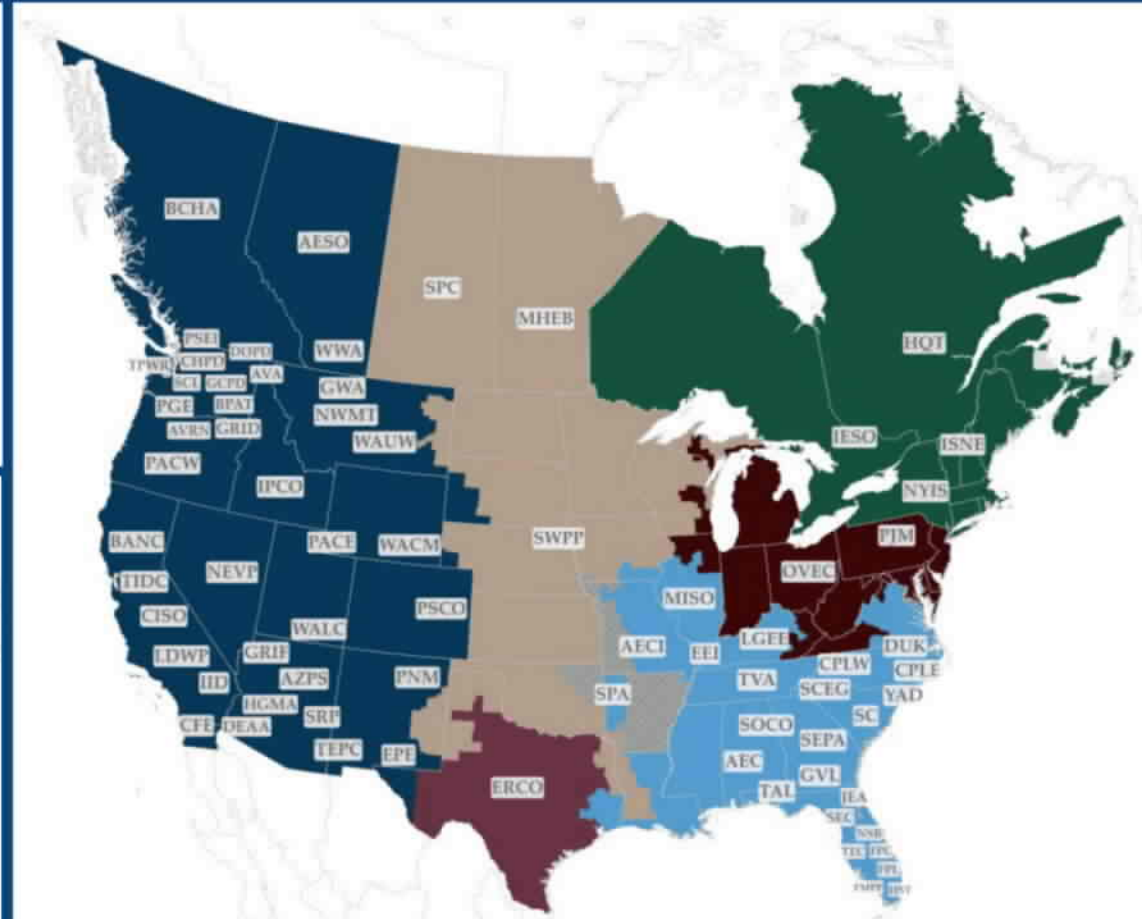 BCHA
AESO
SPC
MHEB
HQT
PSEI
DOPD
WWA
TPWR
CHPD
SCL
GCPD
AVA
GWA
PGE
BPAT
NWMT
AVRN
GRID
WAUW
IESO
ISNE
PACW
IPCO
NYIS
BANC
PACE
WACM
SWPP
PJM
TIDC
NEVP
OVEC
CISO
PSCO
MISO
WALC
LGEE
LDWP
GRIF
AECI
EEI
DUK
IID
AZPS
PNM
SPA
TVA
CPLW
CPLE
HGMA
SCEG
YAD
CFE
DEAA
SRP
SOCO
SC
TEPC
EPE
SEPA
ERCO
AEC
GVL
TAL
JEA
SEC
NSB
TEC
FPC
FPL
FMPP
HST